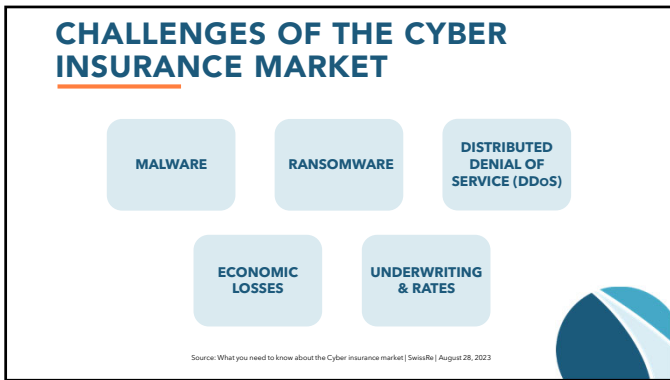 CHALLENGES OF THE CYBER
INSURANCE MARKET
MALWARE
RANSOMWARE
DISTRIBUTED
DENIAL OF
SERVICE (DDoS)
ECONOMIC
LOSSES
UNDERWRITING
& RATES
Source: What you need to know about the Cyber insurance market | SwissRe | August 28, 2023